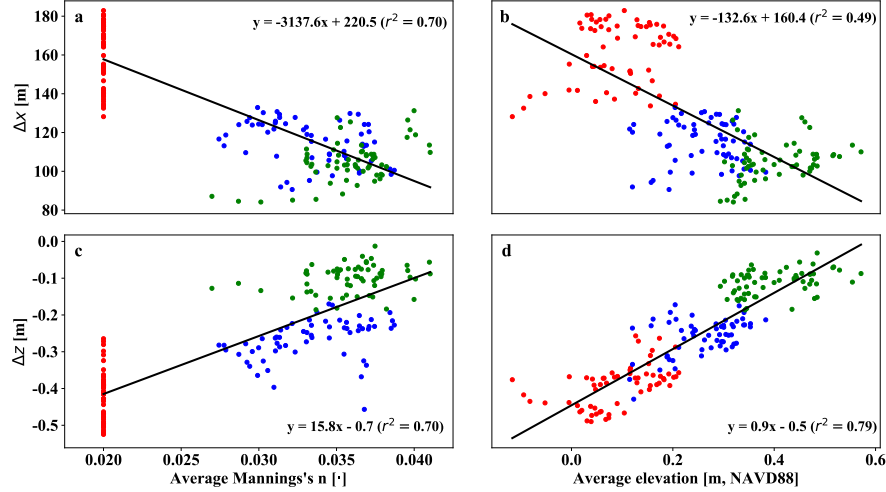 a
y = -3137.6x + 220.5 (r² = 0.70)
b
y = -132.6x + 160.4 (r² = 0.49)
180
160
140
120
100
80
Δx [m]
c
d
0.0
-0.1
-0.2
-0.3
-0.4
-0.5
Δz [m]
y = 15.8x - 0.7 (r² = 0.70)
y = 0.9x - 0.5 (r² = 0.79)
0.020 0.025 0.030 0.035 0.040
0.0 0.2 0.4 0.6
Average Mannings's n [·]
Average elevation [m, NAVD88]